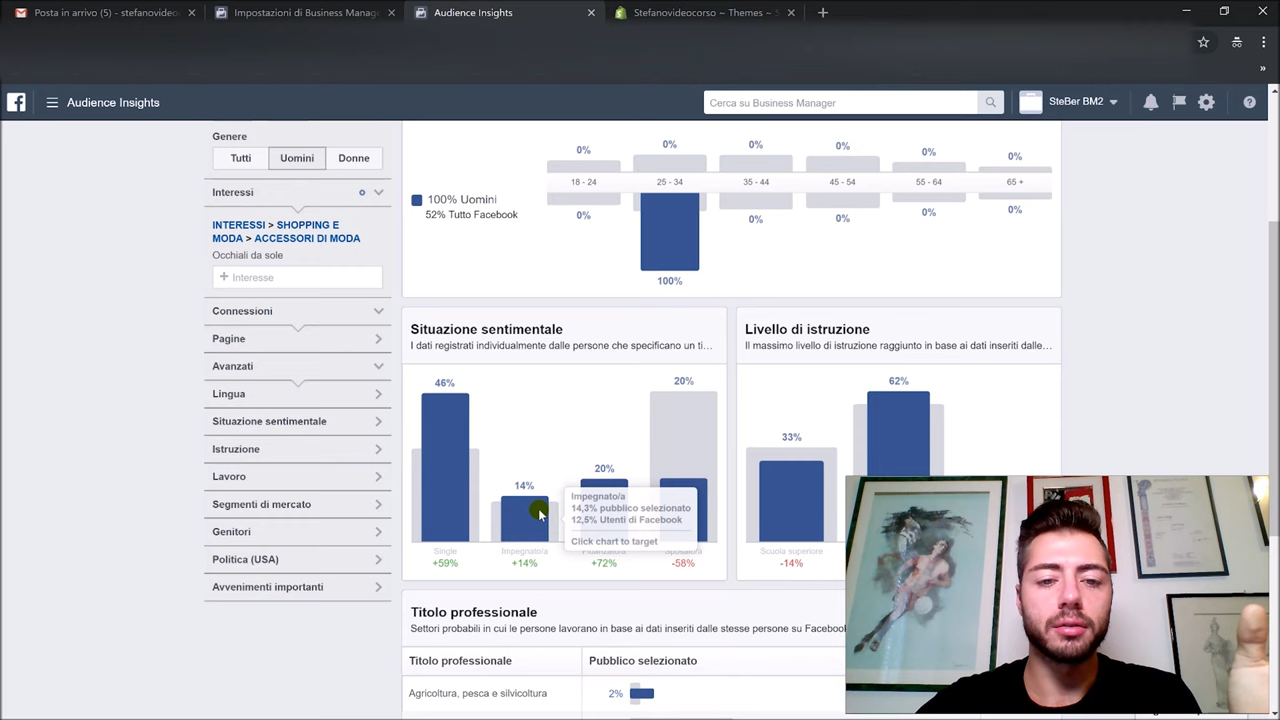 Posta in arrivo - stefanovideoc
Impostazioni di Business Manag
Audience Insights
Stefanovideocorso ~ Themes ~ S
Audience Insights
Cerca su Business Manager
SteBer BM2
Genere
Tutti
Uomini
Donne
Interessi
INTERESSI > SHOPPING E
MODA > ACCESSORI DI MODA
Occhiali da sole
+ Interesse
Connessioni
Pagine
Avanzati
Lingua
Situazione sentimentale
Istruzione
Lavoro
Segmenti di mercato
Genitori
Politica (USA)
Avvenimenti importanti
0% 0% 0% 0% 0% 0%
18 - 24 25 - 34 35 - 44 45 - 54 55 - 64 65 +
100% Uomini
52% Tutto Facebook
0% 0% 0% 0% 0%
100%
Situazione sentimentale
I dati registrati individualmente dalle persone che specificano un ti…
46% 14% 20% 20%
Impegnato/a
14,3% pubblico selezionato
12,5% Utenti di Facebook
Click chart to target
Single Impegnato/a Fidanzato/a Sposato/a
+59% +14% +72% -58%
Livello di istruzione
Il massimo livello di istruzione raggiunto in base ai dati inseriti dalle…
33% 62%
Scuola superiore
-14%
Titolo professionale
Settori probabili in cui le persone lavorano in base ai dati inseriti dalle stesse persone su Facebook
Titolo professionale Pubblico selezionato
Agricoltura, pesca e silvicoltura 2%